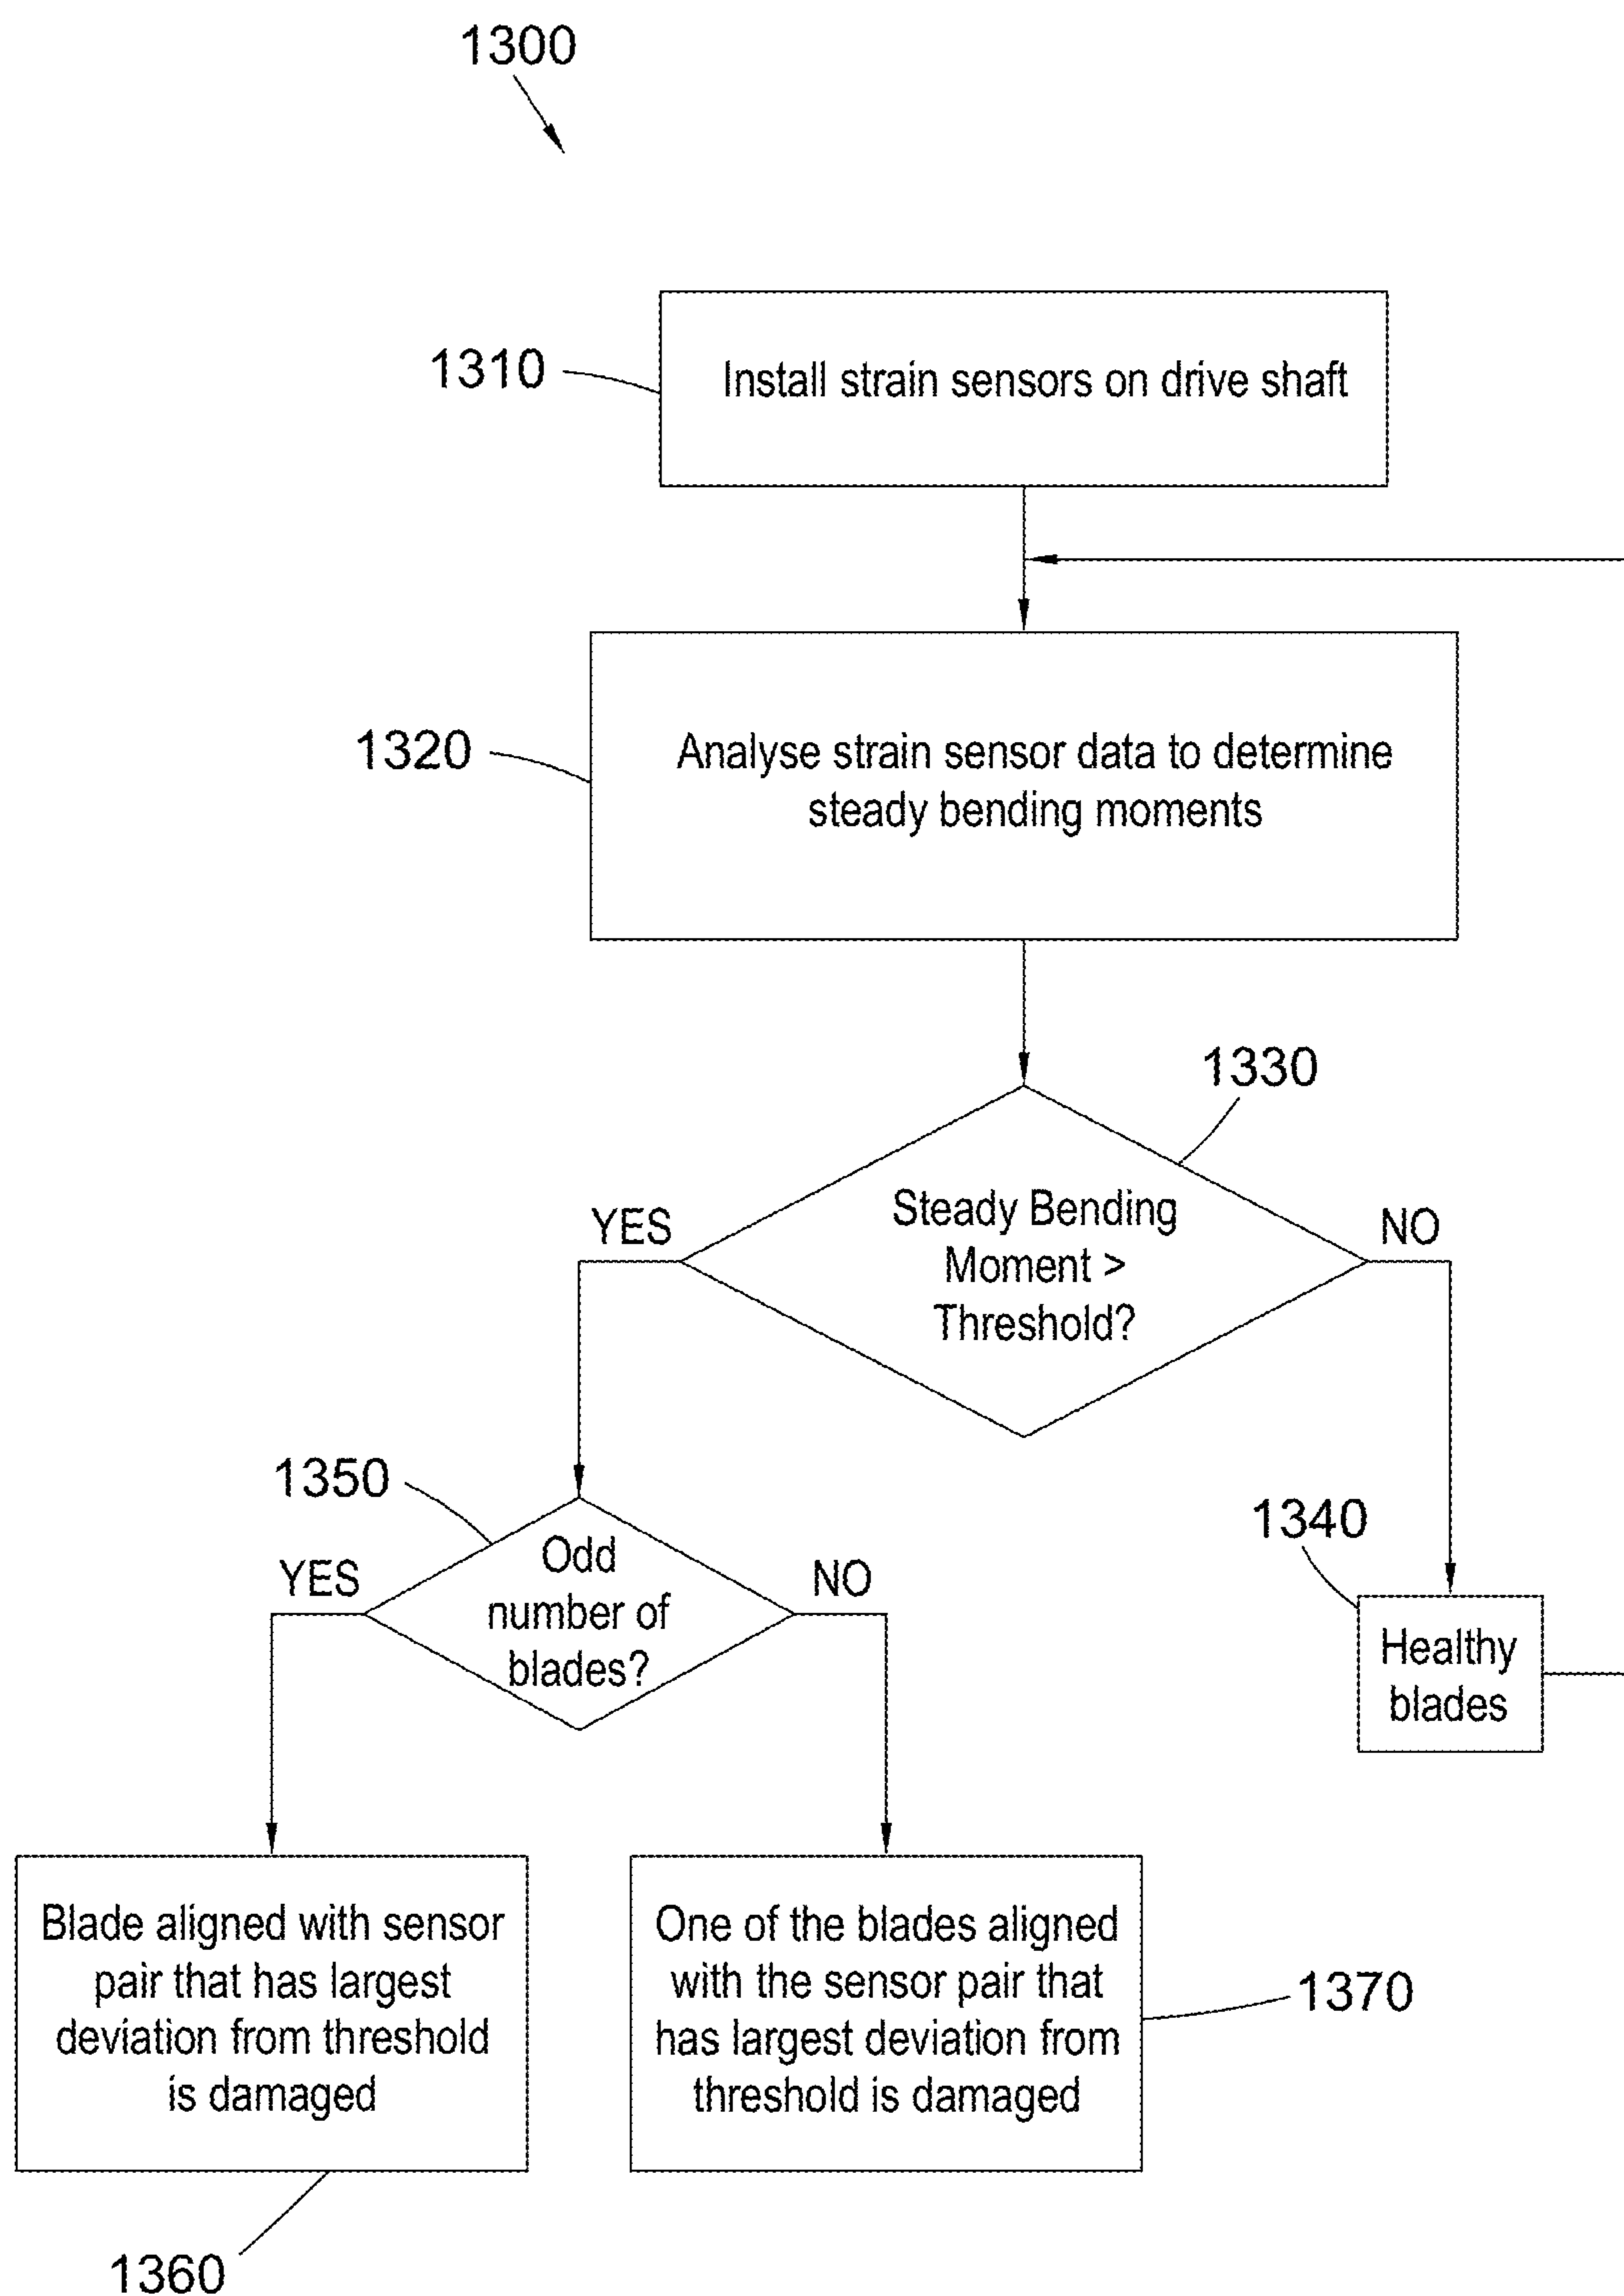 1300
1310
Install strain sensors on drive shaft
1320
Analyse strain sensor data to determine
steady bending moments
1330
YES
Steady Bending
Moment >
Threshold?
NO
1350
YES
Odd
number of
blades?
NO
1340
Healthy
blades
Blade aligned with sensor
pair that has largest
deviation from threshold
is damaged
One of the blades aligned
with the sensor pair that
has largest deviation from
threshold is damaged
1370
1360